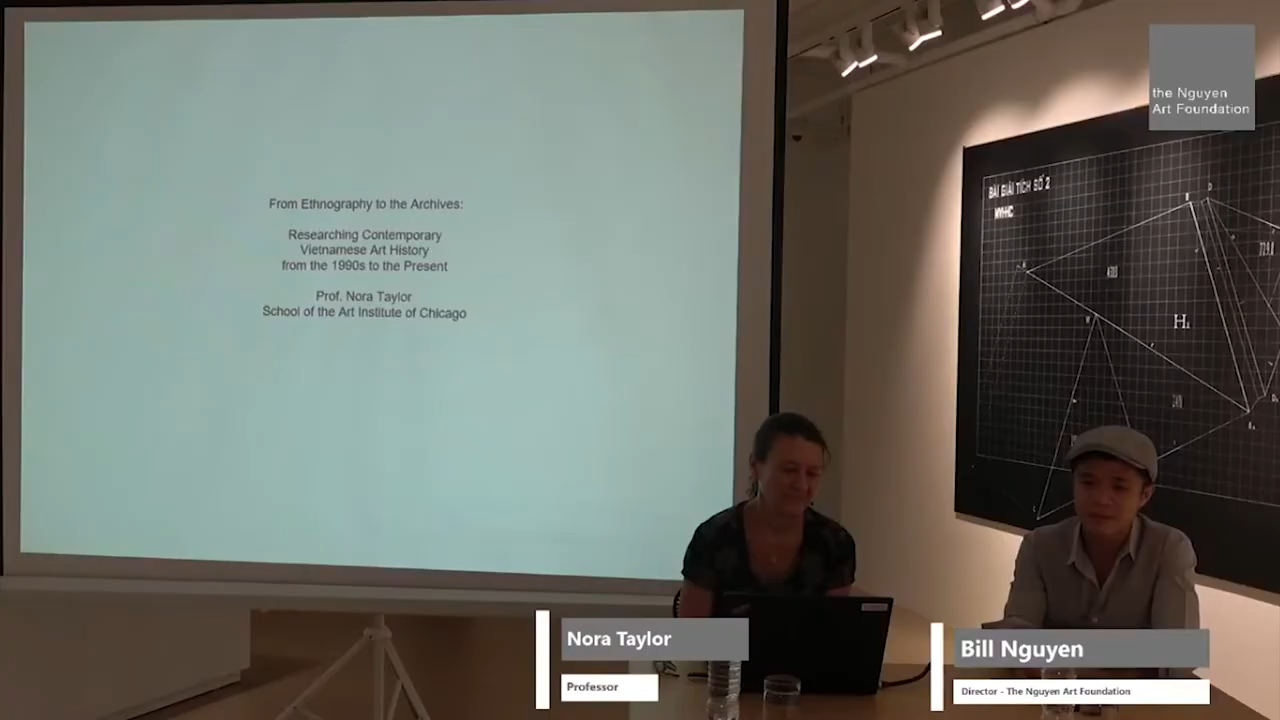 From Ethnography to the Archives:
Researching Contemporary
Vietnamese Art History
from the 1990s to the Present
Prof. Nora Taylor
School of the Art Institute of Chicago
the Nguyen
Art Foundation
BÀI GIẢI TÍCH SỐ 2
H₁
Nora Taylor
Professor
Bill Nguyen
Director - The Nguyen Art Foundation